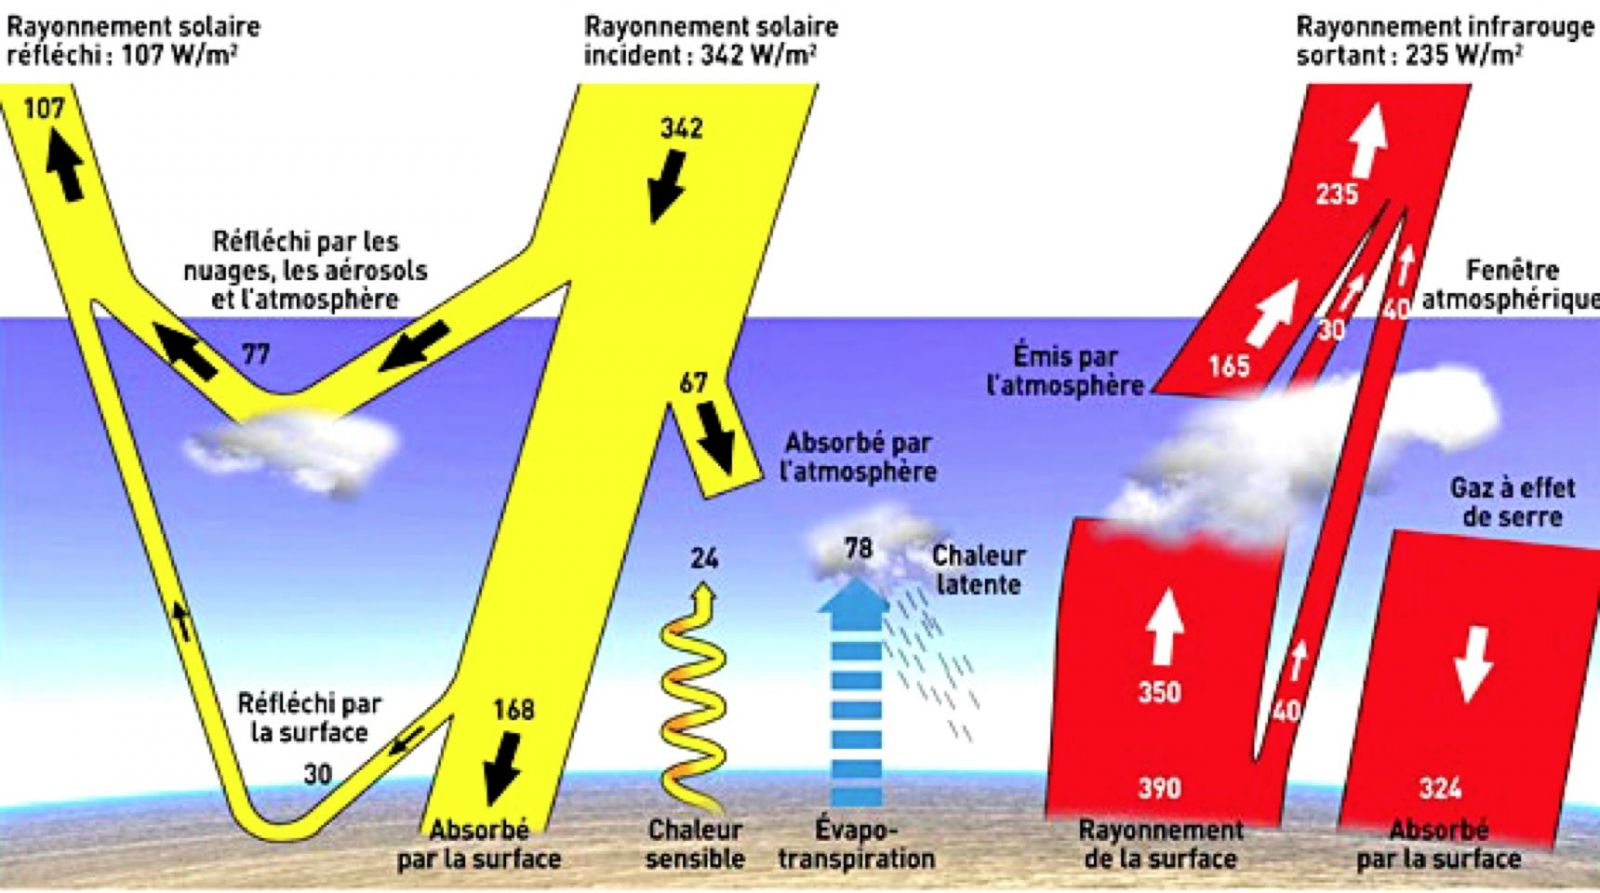 Rayonnement solaire
réfléchi : 107 W/m²
Rayonnement solaire
incident : 342 W/m²
Rayonnement infrarouge
sortant : 235 W/m²
107
342
235
Réfléchi par les
nuages, les aérosols
et l'atmosphère
77
Fenêtre
atmosphérique
40
30
165
Émis par
l'atmosphère
67
Absorbé par
l'atmosphère
Gaz à effet
de serre
24
78
Chaleur
latente
350
40
Réfléchi par
la surface
30
168
390
324
Absorbé
par la surface
Chaleur
sensible
Évapo-
transpiration
Rayonnement
de la surface
Absorbé
par la surface